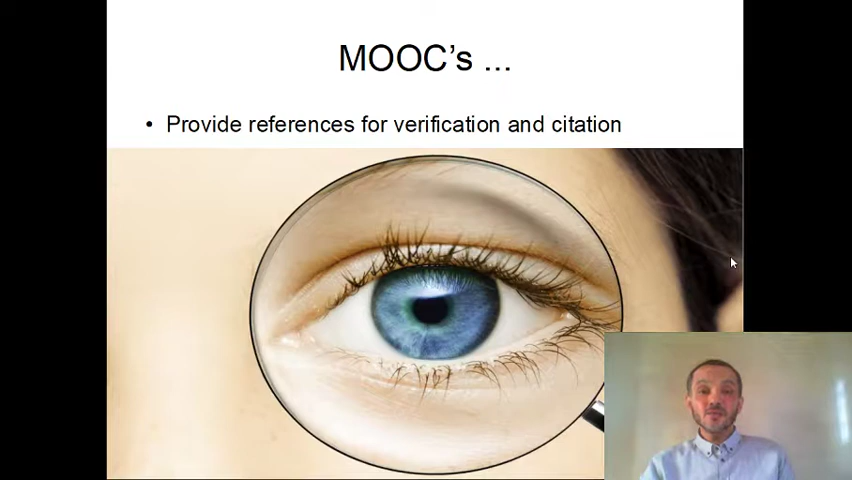 MOOC’s ...
• Provide references for verification and citation